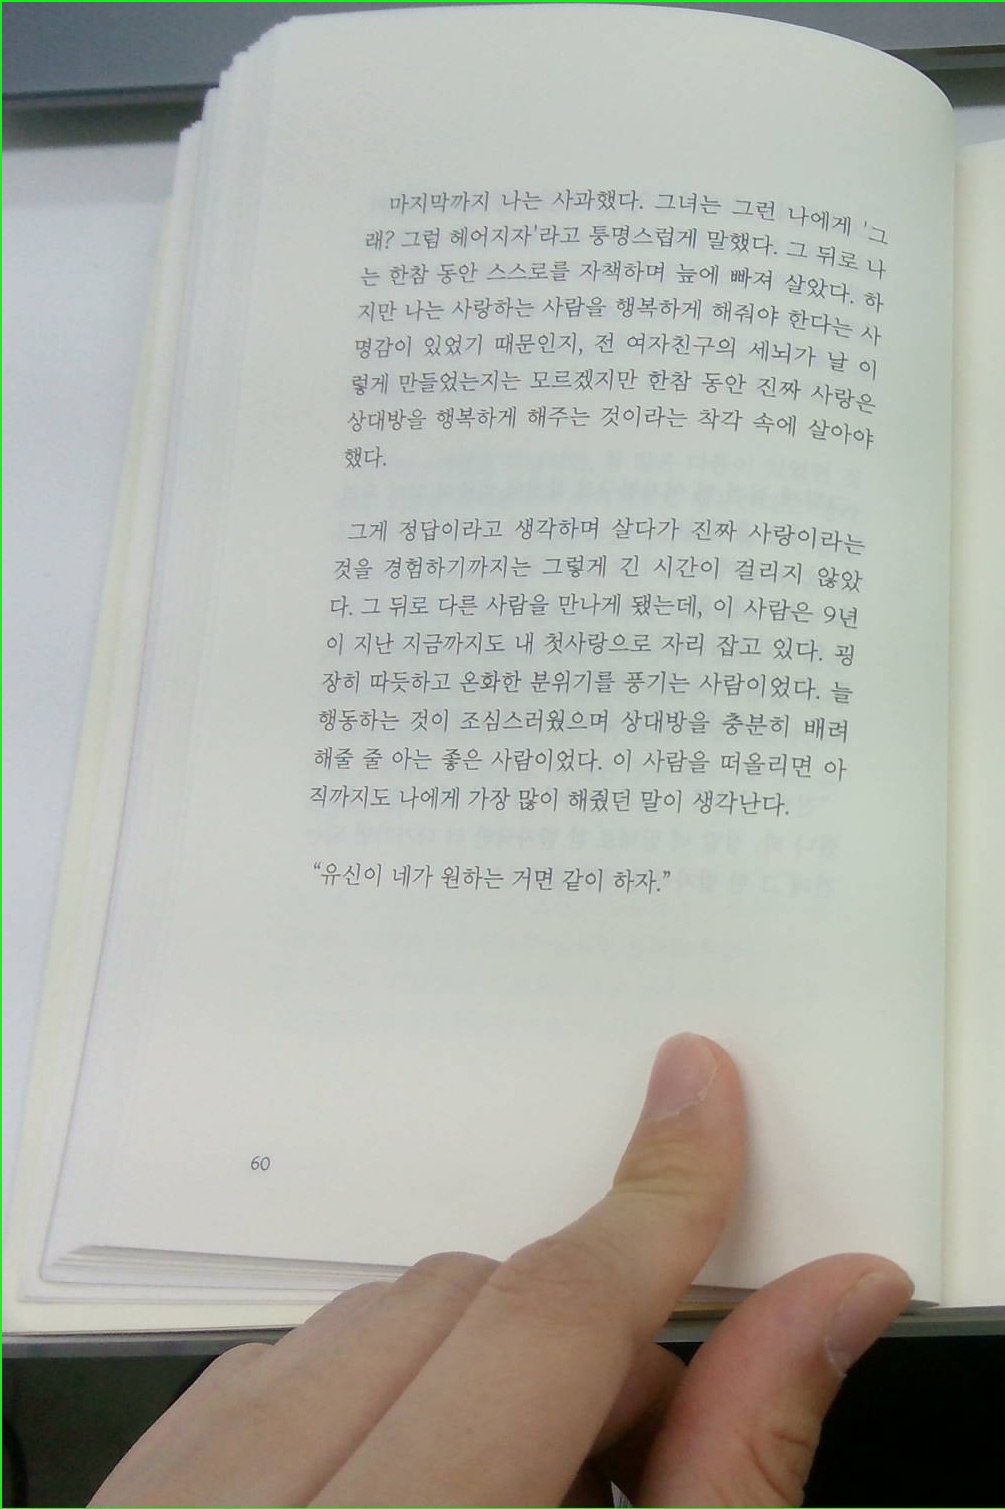 마지막까지 나는 사과했다. 그녀는 그런 나에게 '그
래? 그럼 헤어지자'라고 퉁명스럽게 말했다. 그 뒤로 나
는 한참 동안 스스로를 자책하며 늪에 빠져 살았다. 하
지만 나는 사랑하는 사람을 행복하게 해줘야 한다는 사
명감이 있었기 때문인지, 전 여자친구의 세뇌가 날 이
렇게 만들었는지는 모르겠지만 한참 동안 진짜 사랑은
상대방을 행복하게 해주는 것이라는 착각 속에 살아야
했다.
그게 정답이라고 생각하며 살다가 진짜 사랑이라는
것을 경험하기까지는 그렇게 긴 시간이 걸리지 않았
다. 그 뒤로 다른 사람을 만나게 됐는데, 이 사람은 9년
이 지난 지금까지도 내 첫사랑으로 자리 잡고 있다. 굉
장히 따듯하고 온화한 분위기를 풍기는 사람이었다. 늘
행동하는 것이 조심스러웠으며 상대방을 충분히 배려
해줄 줄 아는 좋은 사람이었다. 이 사람을 떠올리면 아
직까지도 나에게 가장 많이 해줬던 말이 생각난다.
“유신이 네가 원하는 거면 같이 하자.”
60